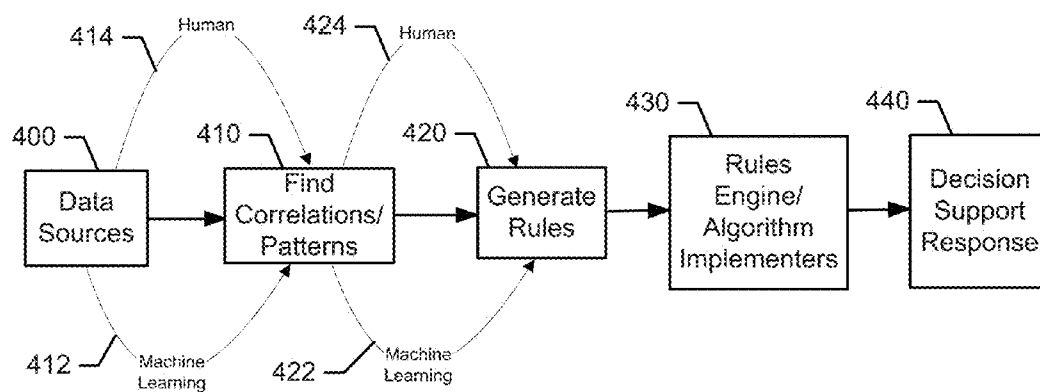 414
Human
424
Human
400
Data
Sources
410
Find
Correlations/
Patterns
420
Generate
Rules
430
Rules
Engine/
Algorithm
Implementers
440
Decision
Support
Response
412
Machine
Learning
422
Machine
Learning